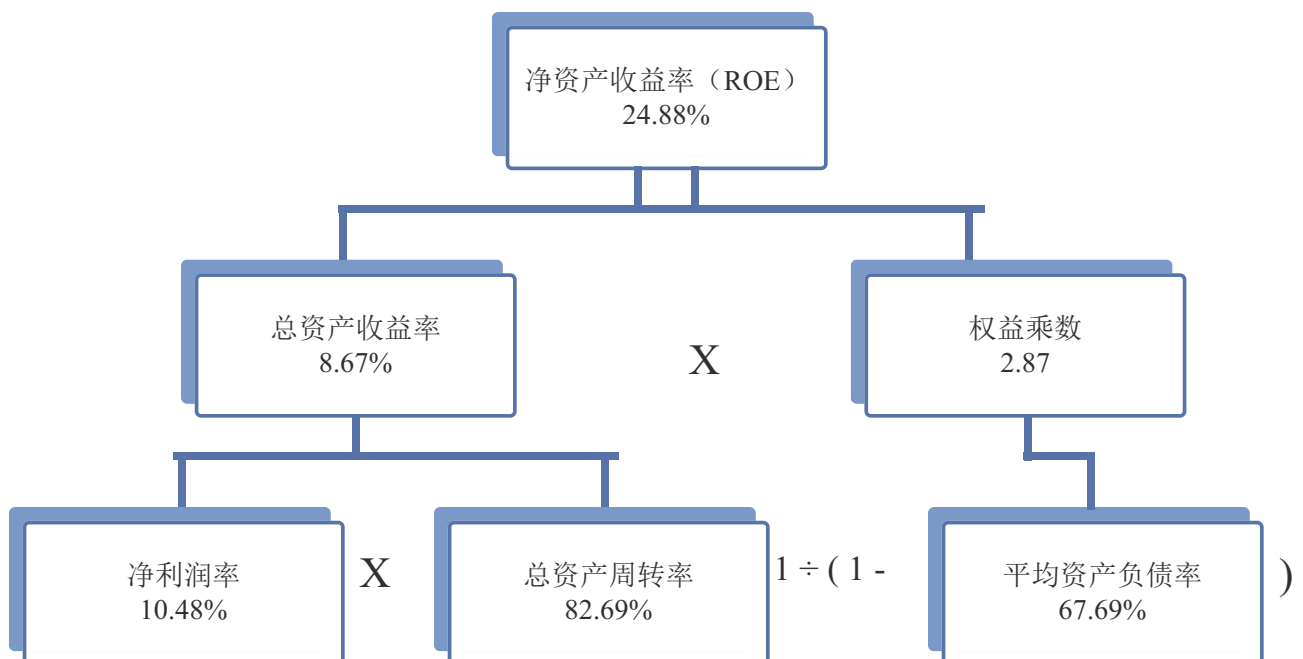 净资产收益率（ROE）
24.88%
总资产收益率
8.67%
X
权益乘数
2.87
净利润率
10.48%
X
总资产周转率
82.69%
1 ÷ ( 1 -
平均资产负债率
67.69%
)